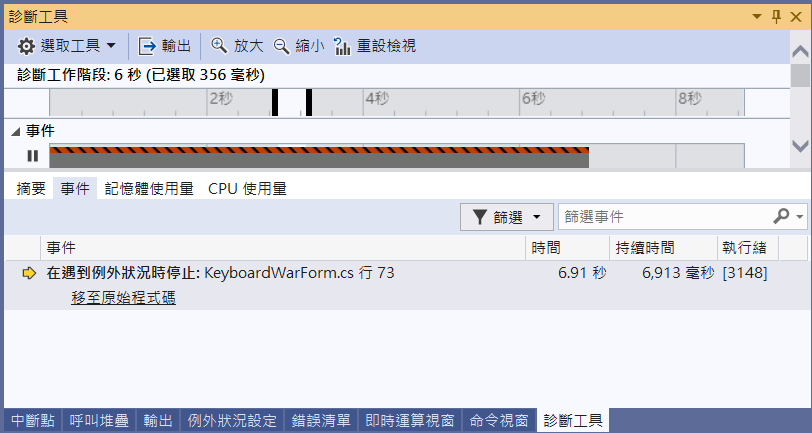 診斷工具
選取工具 輸出 放大 縮小 重設檢視
診斷工作階段: 6 秒 (已選取 356 毫秒)
2秒 4秒 6秒 8秒
事件
摘要 事件 記憶體使用量 CPU 使用量
篩選 篩選事件
事件 時間 持續時間 執行緒
在遇到例外狀況時停止: KeyboardWarForm.cs 行 73 6.91 秒 6,913 毫秒 [3148]
移至原始程式碼
中斷點 呼叫堆疊 輸出 例外狀況設定 錯誤清單 即時運算視窗 命令視窗 診斷工具